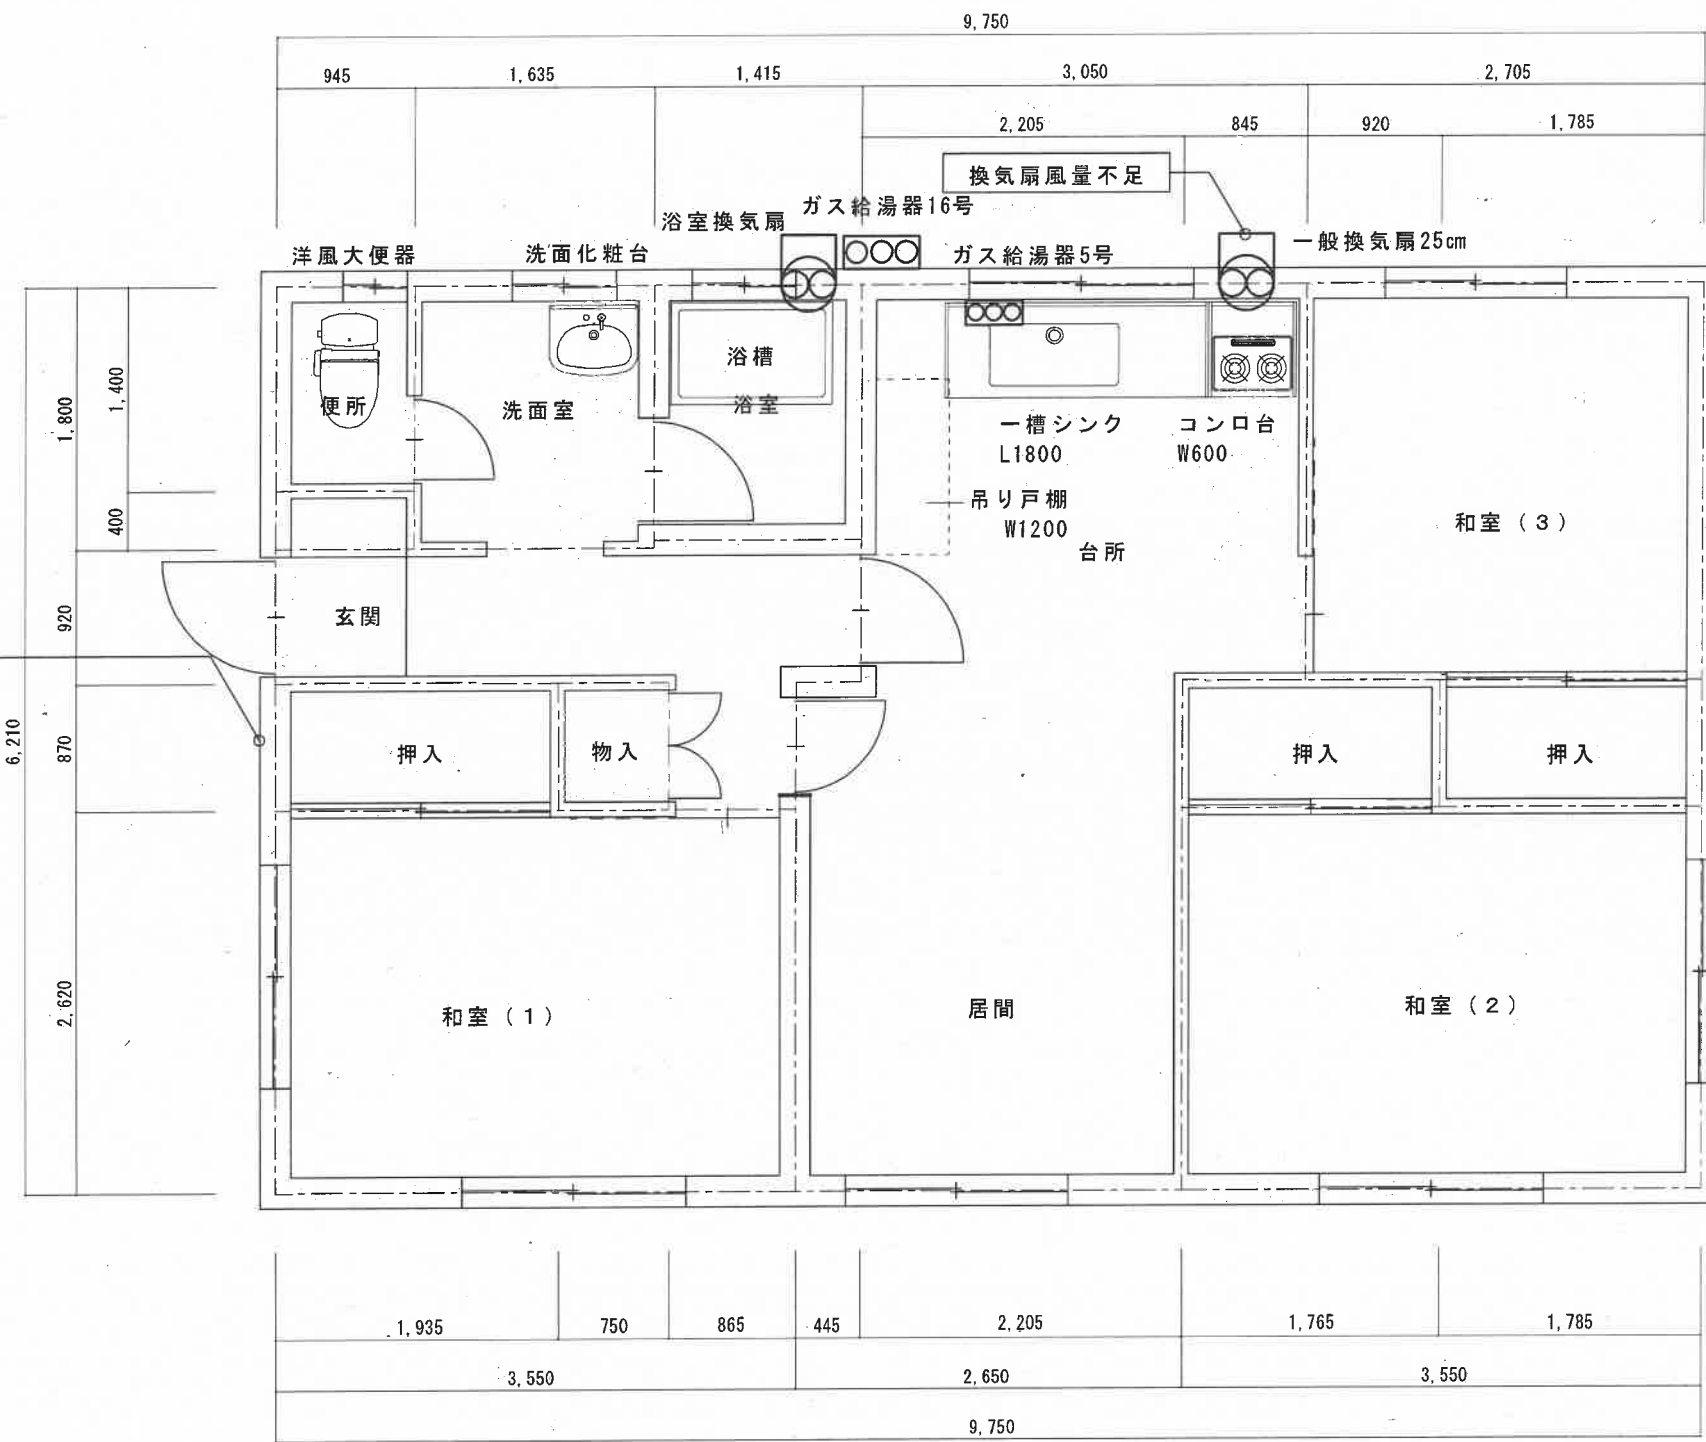 9,750
945
1,635
1,415
3,050
2,705
2,205
845
920
1,785
換気扇風量不足
ガス給湯器16号
浴室換気扇
洋風大便器
洗面化粧台
ガス給湯器5号
一般換気扇25cm
浴槽
便所
洗面室
浴室
一槽シンク
L1800
コンロ台
W600
吊り戸棚
W1200
台所
和室(3)
玄関
押入
物入
押入
押入
和室(1)
居間
和室(2)
1,800
1,400
400
920
6,210
870
2,620
1,935
750
865
445
2,205
1,765
1,785
3,550
2,650
3,550
9,750